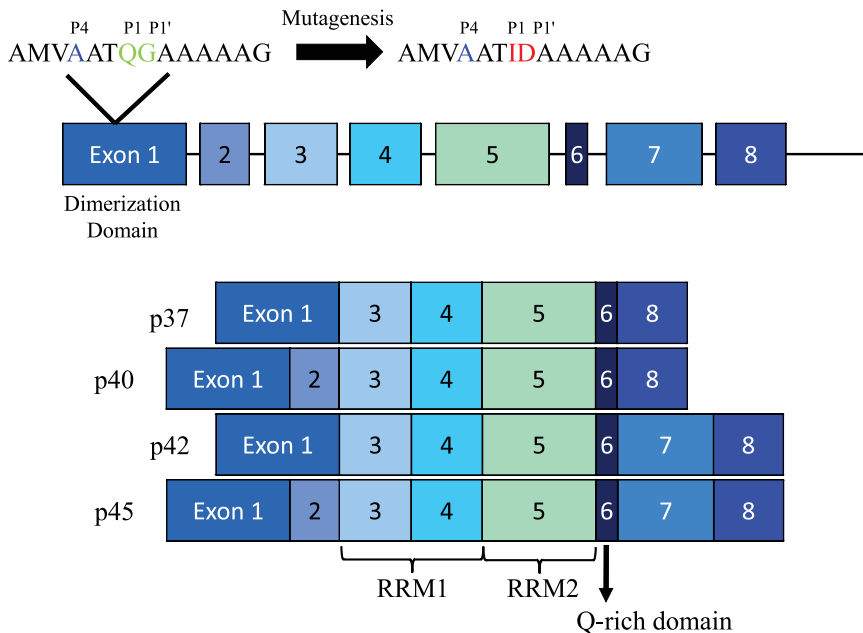 P4 P1 P1' Mutagenesis P4 P1 P1'
AMVAATQGAAAAAG AMVAATIDAAAAAG
Exon 1 2 3 4 5 6 7 8
Dimerization
Domain
p37 Exon 1 3 4 5 6 8
p40 Exon 1 2 3 4 5 6 8
p42 Exon 1 3 4 5 6 7 8
p45 Exon 1 2 3 4 5 6 7 8
RRM1 RRM2
Q-rich domain